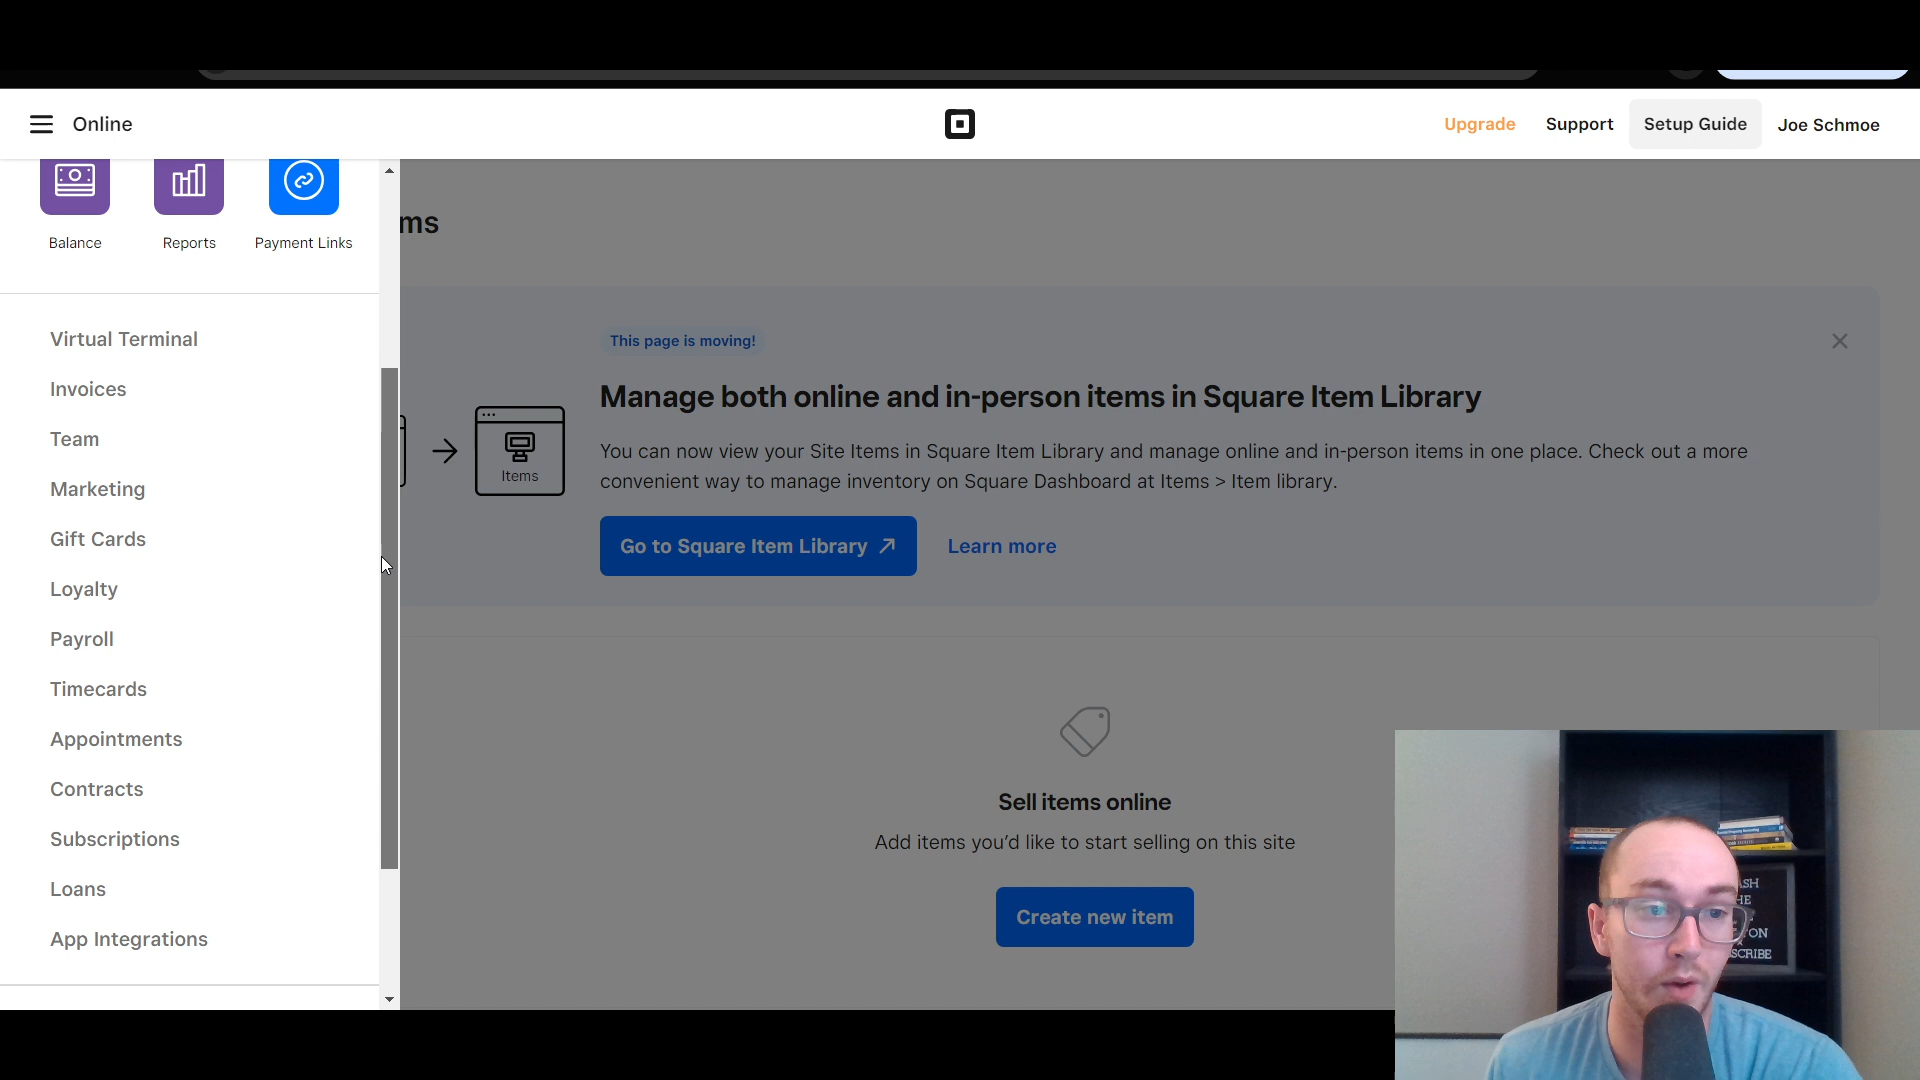 Online
Upgrade
Support
Setup Guide
Joe Schmoe
Balance
Reports
Payment Links
Virtual Terminal
Invoices
Team
Marketing
Gift Cards
Loyalty
Payroll
Timecards
Appointments
Contracts
Subscriptions
Loans
App Integrations
ms
This page is moving!
Manage both online and in-person items in Square Item Library
Items
You can now view your Site Items in Square Item Library and manage online and in-person items in one place. Check out a more
convenient way to manage inventory on Square Dashboard at Items > Item library.
Go to Square Item Library
Learn more
Sell items online
Add items you’d like to start selling on this site
Create new item
ASH
HE
E
ON
SCRIBE